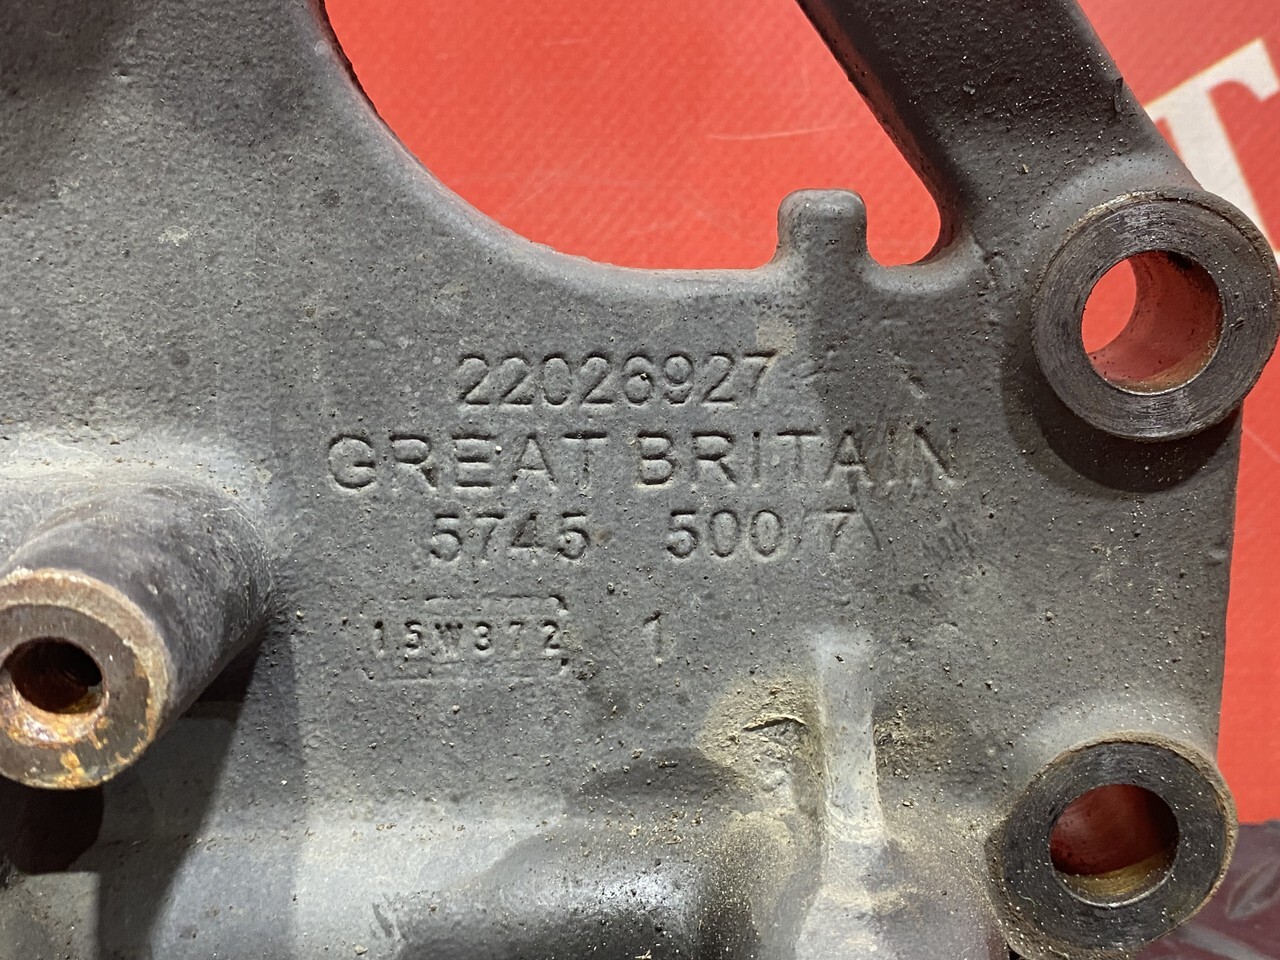 22026927
GREAT BRITAIN
5745 500/7
15W372 1
T